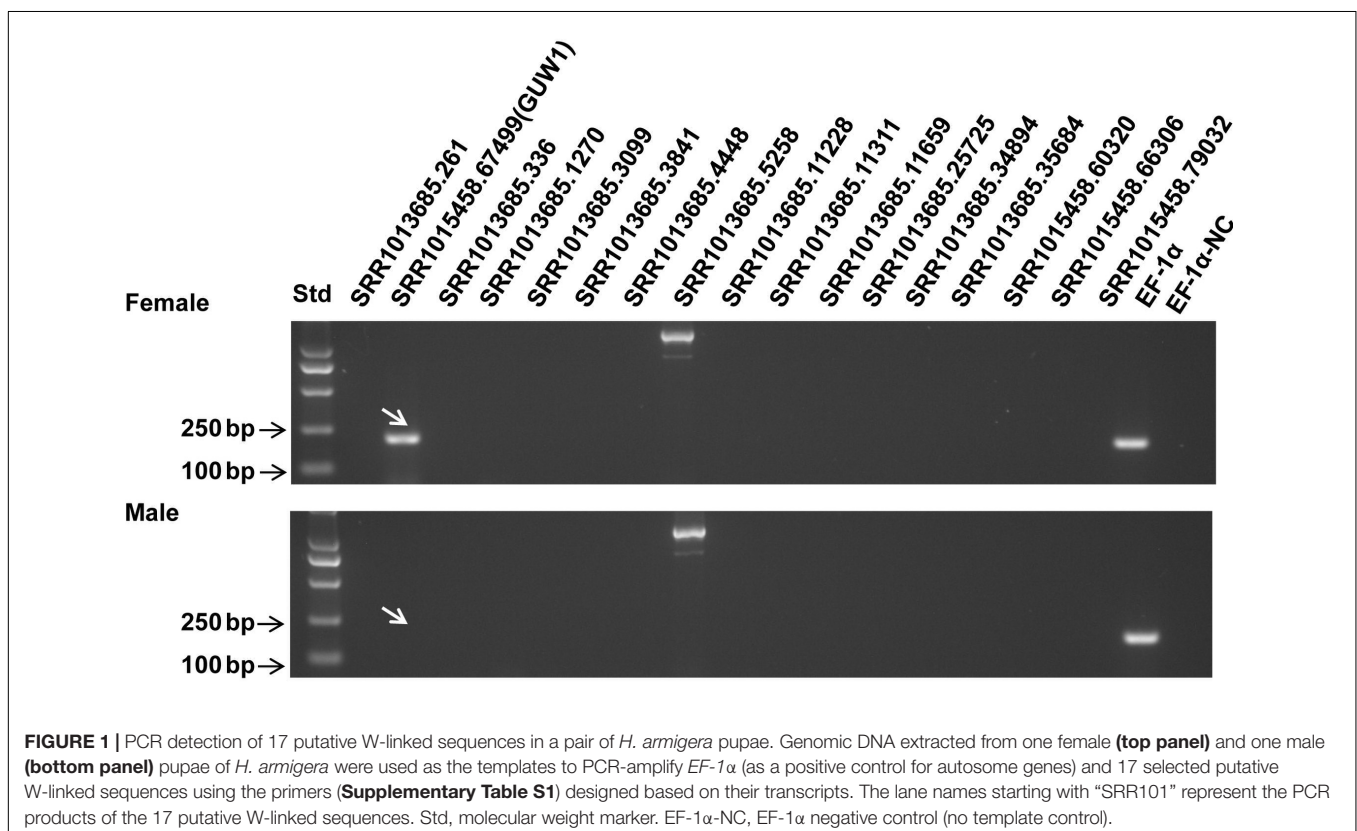 SRR1013685.261
SRR1015458.67499(GUW1)
SRR1013685.336
SRR1013685.1270
SRR1013685.3099
SRR1013685.3841
SRR1013685.4448
SRR1013685.5258
SRR1013685.11228
SRR1013685.11311
SRR1013685.11659
SRR1013685.25725
SRR1013685.34894
SRR1013685.35684
SRR1015458.60320
SRR1015458.66306
SRR1015458.79032
EF-1α
EF-1α-NC
Female
Std
250 bp
100 bp
Male
250 bp
100 bp
FIGURE 1 | PCR detection of 17 putative W-linked sequences in a pair of H. armigera pupae. Genomic DNA extracted from one female (top panel) and one male
(bottom panel) pupae of H. armigera were used as the templates to PCR-amplify EF-1α (as a positive control for autosome genes) and 17 selected putative
W-linked sequences using the primers (Supplementary Table S1) designed based on their transcripts. The lane names starting with “SRR101” represent the PCR
products of the 17 putative W-linked sequences. Std, molecular weight marker. EF-1α-NC, EF-1α negative control (no template control).